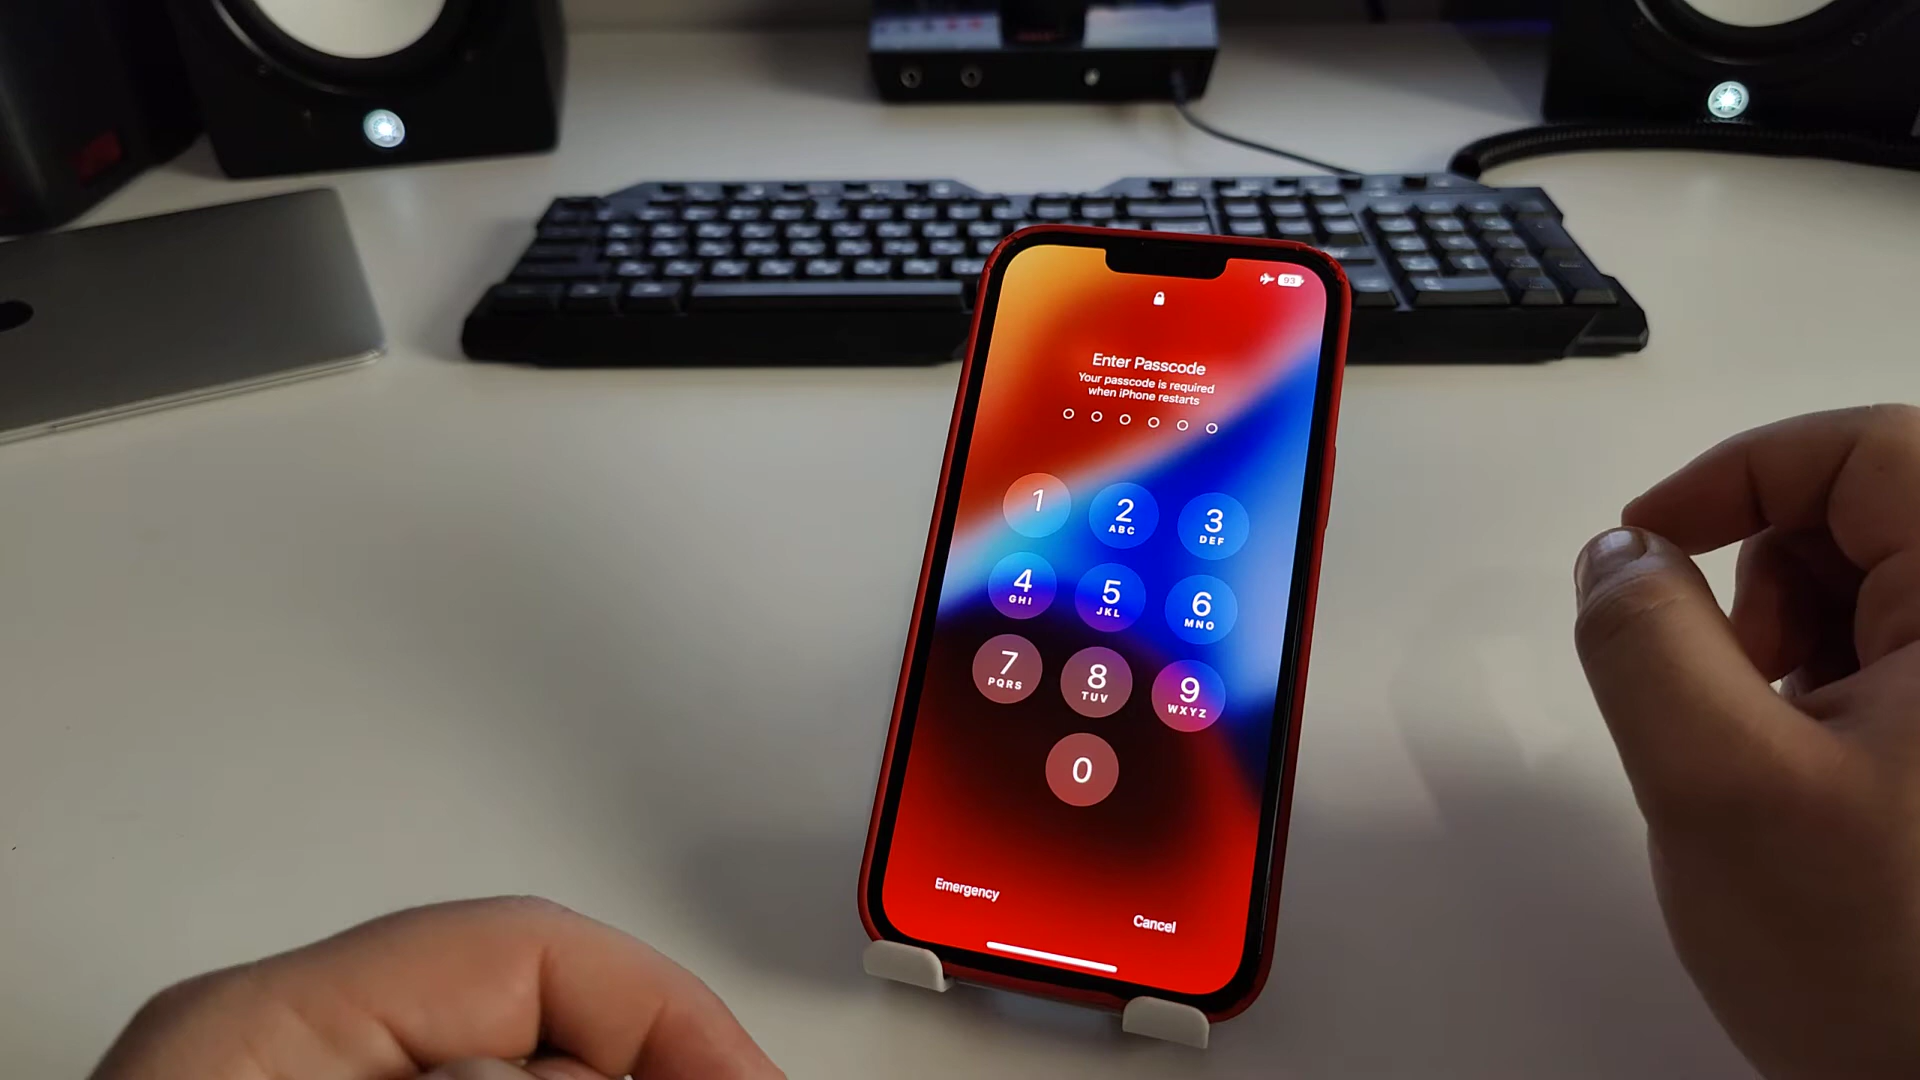 93
Enter Passcode
Your passcode is required
when iPhone restarts
1
2
ABC
3
DEF
4
GHI
5
JKL
6
MNO
7
PQRS
8
TUV
9
WXYZ
0
Emergency
Cancel